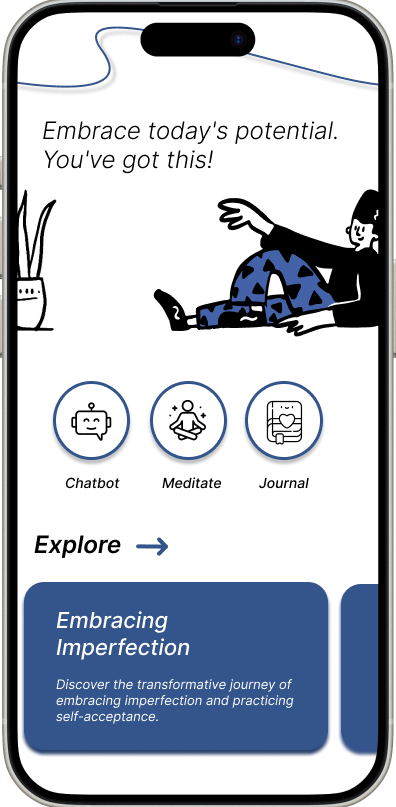 Embrace today's potential.
You've got this!
Chatbot
Meditate
Journal
Explore
Embracing
Imperfection
Discover the transformative journey of
embracing imperfection and practicing
self-acceptance.